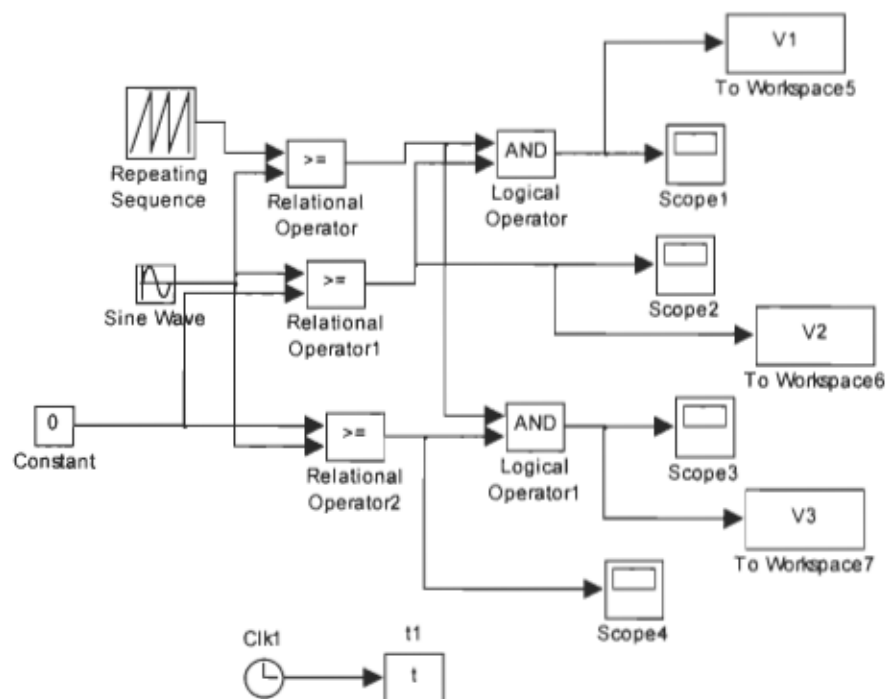 V1
To Workspace5
Repeating
Sequence
>=
Relational
Operator
AND
Logical
Operator
Scope1
Sine Wave
>=
Relational
Operator1
Scope2
V2
To Workspace6
0
Constant
>=
Relational
Operator2
AND
Logical
Operator1
Scope3
V3
To Workspace7
Scope4
Clk1
t1
t